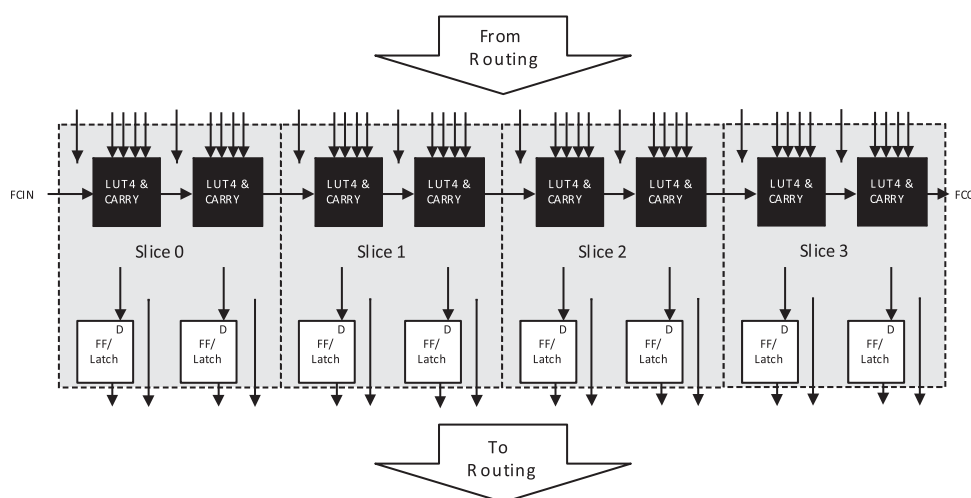 From
Routing
FCIN
LUT4 &
CARRY
LUT4 &
CARRY
LUT4 &
CARRY
LUT4 &
CARRY
LUT4 &
CARRY
LUT4 &
CARRY
LUT4 &
CARRY
LUT4 &
CARRY
Slice 0
Slice 1
Slice 2
Slice 3
D
FF/
Latch
D
FF/
Latch
D
FF/
Latch
D
FF/
Latch
D
FF/
Latch
D
FF/
Latch
D
FF/
Latch
D
FF/
Latch
To
Routing